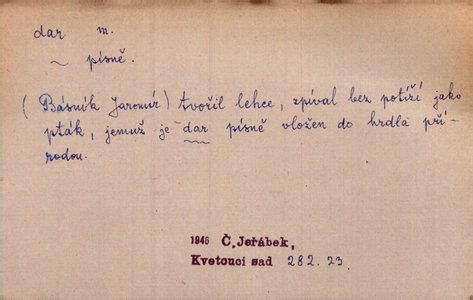 dar m.
~ písně.
(Básník Jaromír) tvořil lehce, zpíval bez potíží jako
pták, jemuž je dar písně vložen do hrdla pří-
rodou.
1946 Č.Jeřábek,
Kvetoucí sad 282.23.